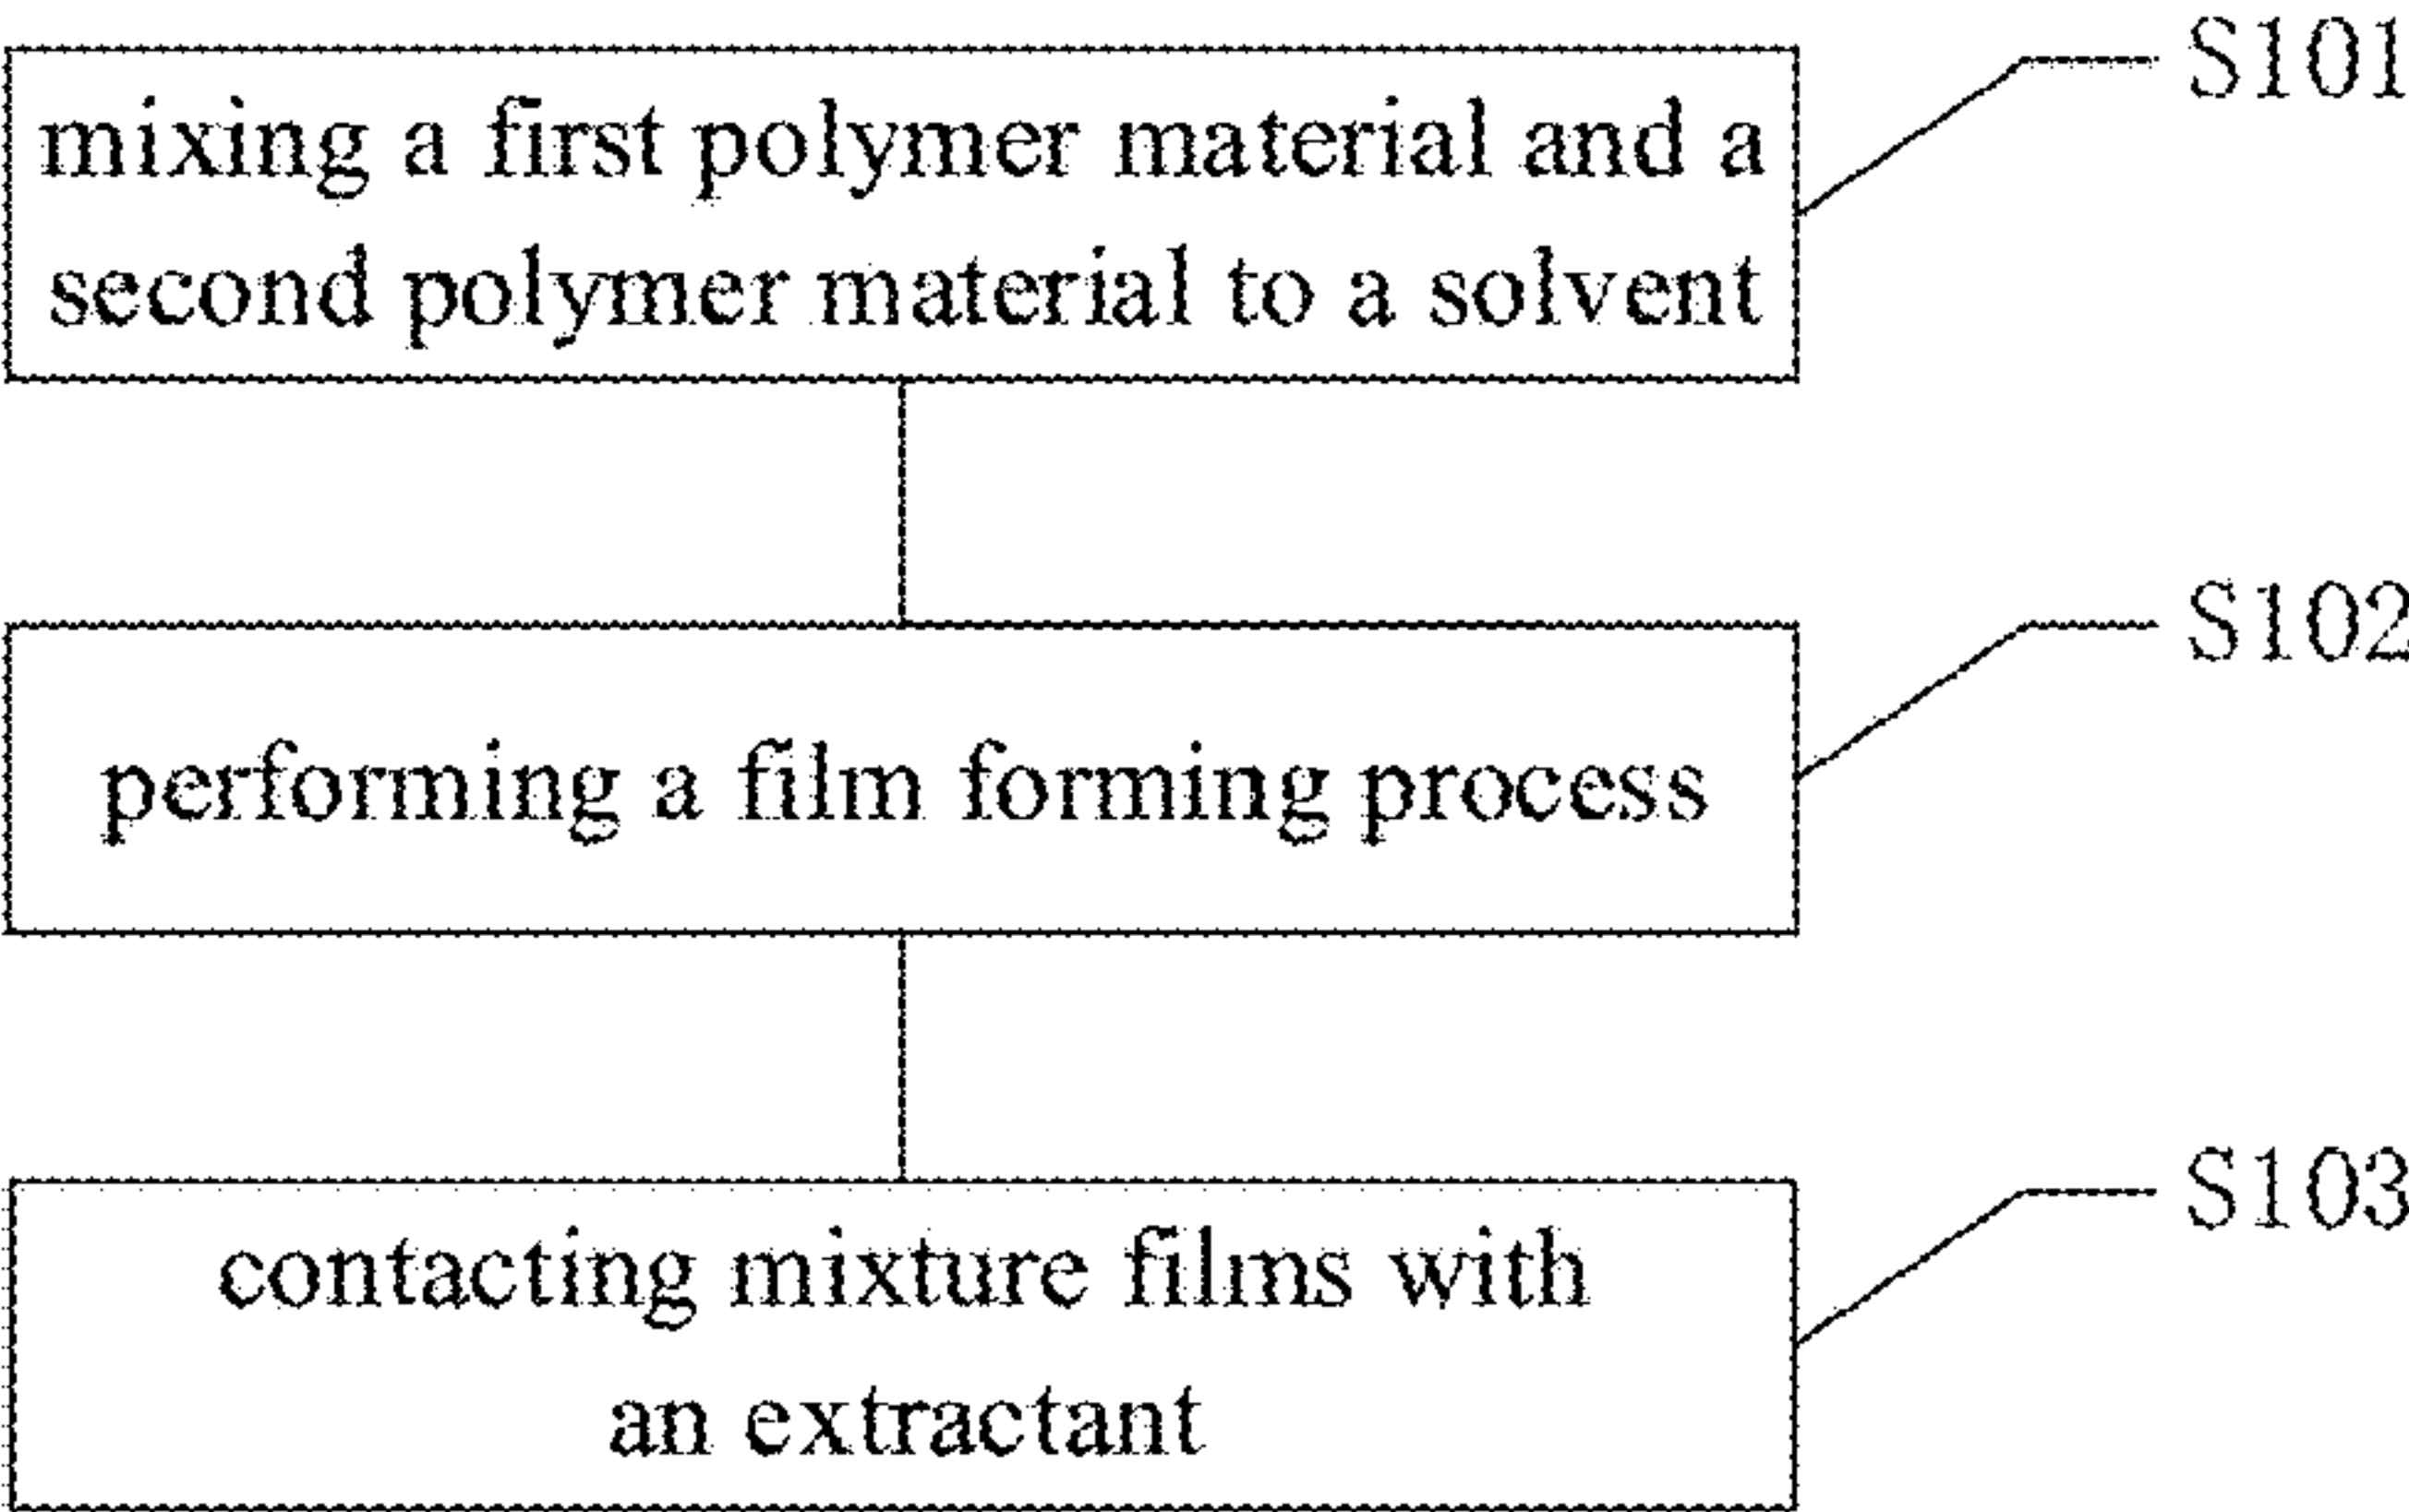 S101
mixing a first polymer material and a
second polymer material to a solvent
S102
performing a film forming process
S103
contacting mixture films with
an extractant